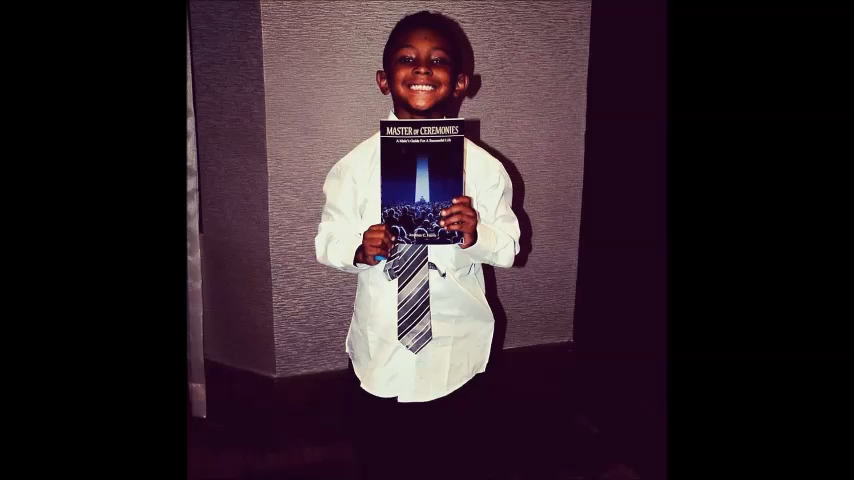 MASTER OF CEREMONIES
A Male's Guide For A Successful Life